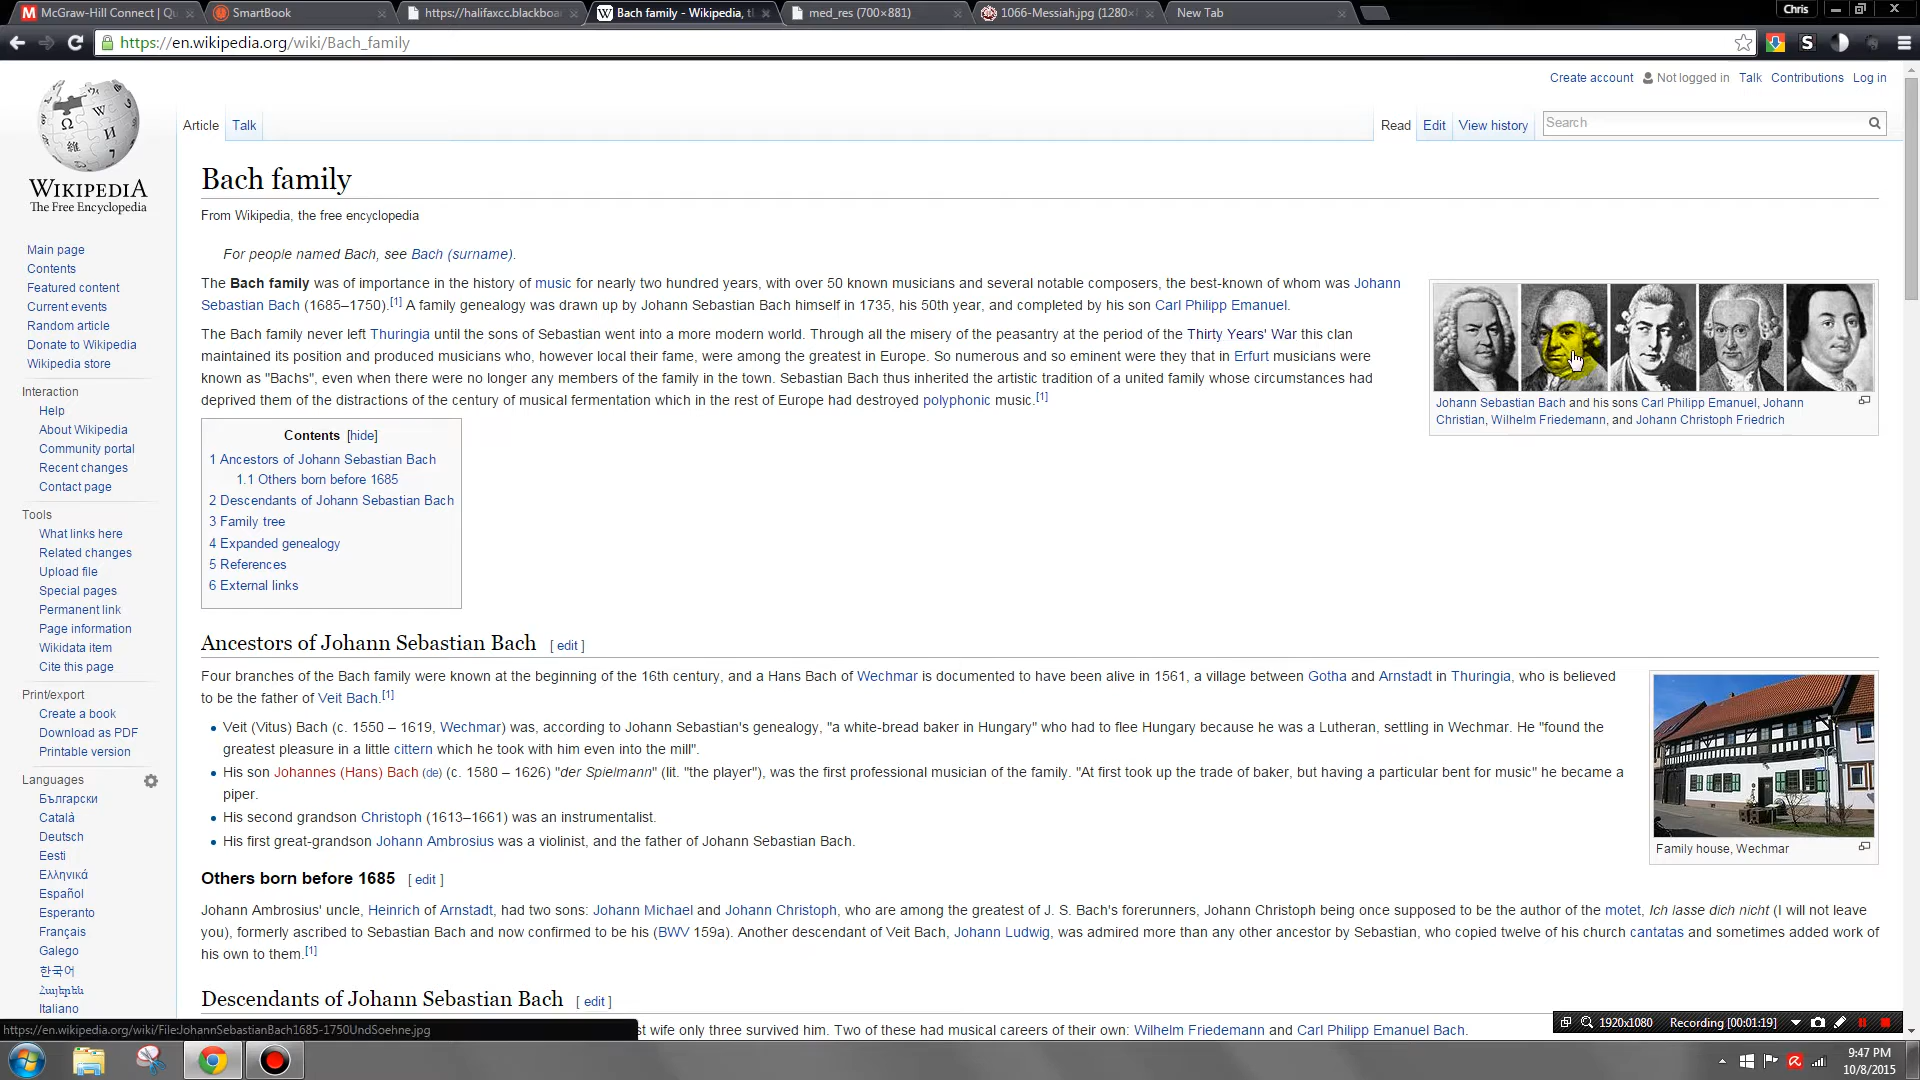 McGraw-Hill Connect | Qu
SmartBook
https://halifaxcc.blackboar
Bach family - Wikipedia, th
med_res (700×881)
1066-Messiah.jpg (1280×
New Tab
Chris
https://en.wikipedia.org/wiki/Bach_family
Create account
Not logged in
Talk
Contributions
Log in
WIKIPEDIA
The Free Encyclopedia
Article
Talk
Read
Edit
View history
Search
Main page
Contents
Featured content
Current events
Random article
Donate to Wikipedia
Wikipedia store
Interaction
Help
About Wikipedia
Community portal
Recent changes
Contact page
Tools
What links here
Related changes
Upload file
Special pages
Permanent link
Page information
Wikidata item
Cite this page
Print/export
Create a book
Download as PDF
Printable version
Languages
Български
Català
Deutsch
Eesti
Ελληνικά
Español
Esperanto
Français
Galego
한국어
Հայերեն
Italiano
Bach family
From Wikipedia, the free encyclopedia
For people named Bach, see Bach (surname).
The Bach family was of importance in the history of music for nearly two hundred years, with over 50 known musicians and several notable composers, the best-known of whom was Johann
Sebastian Bach (1685–1750).[1] A family genealogy was drawn up by Johann Sebastian Bach himself in 1735, his 50th year, and completed by his son Carl Philipp Emanuel.
The Bach family never left Thuringia until the sons of Sebastian went into a more modern world. Through all the misery of the peasantry at the period of the Thirty Years' War this clan
maintained its position and produced musicians who, however local their fame, were among the greatest in Europe. So numerous and so eminent were they that in Erfurt musicians were
known as "Bachs", even when there were no longer any members of the family in the town. Sebastian Bach thus inherited the artistic tradition of a united family whose circumstances had
deprived them of the distractions of the century of musical fermentation which in the rest of Europe had destroyed polyphonic music.[1]
Johann Sebastian Bach and his sons Carl Philipp Emanuel, Johann
Christian, Wilhelm Friedemann, and Johann Christoph Friedrich
Contents [hide]
1 Ancestors of Johann Sebastian Bach
1.1 Others born before 1685
2 Descendants of Johann Sebastian Bach
3 Family tree
4 Expanded genealogy
5 References
6 External links
Ancestors of Johann Sebastian Bach [ edit ]
Four branches of the Bach family were known at the beginning of the 16th century, and a Hans Bach of Wechmar is documented to have been alive in 1561, a village between Gotha and Arnstadt in Thuringia, who is believed
to be the father of Veit Bach.[1]
Veit (Vitus) Bach (c. 1550 – 1619, Wechmar) was, according to Johann Sebastian's genealogy, "a white-bread baker in Hungary" who had to flee Hungary because he was a Lutheran, settling in Wechmar. He "found the
greatest pleasure in a little cittern which he took with him even into the mill".
His son Johannes (Hans) Bach (de) (c. 1580 – 1626) "der Spielmann" (lit. "the player"), was the first professional musician of the family. "At first took up the trade of baker, but having a particular bent for music" he became a
piper.
His second grandson Christoph (1613–1661) was an instrumentalist.
His first great-grandson Johann Ambrosius was a violinist, and the father of Johann Sebastian Bach.
Family house, Wechmar
Others born before 1685 [ edit ]
Johann Ambrosius' uncle, Heinrich of Arnstadt, had two sons: Johann Michael and Johann Christoph, who are among the greatest of J. S. Bach's forerunners, Johann Christoph being once supposed to be the author of the motet, Ich lasse dich nicht (I will not leave
you), formerly ascribed to Sebastian Bach and now confirmed to be his (BWV 159a). Another descendant of Veit Bach, Johann Ludwig, was admired more than any other ancestor by Sebastian, who copied twelve of his church cantatas and sometimes added work of
his own to them.[1]
Descendants of Johann Sebastian Bach [ edit ]
st wife only three survived him. Two of these had musical careers of their own: Wilhelm Friedemann and Carl Philipp Emanuel Bach.
https://en.wikipedia.org/wiki/File:JohannSebastianBach1685-1750UndSoehne.jpg
1920x1080
Recording [00:01:19]
9:47 PM
10/8/2015